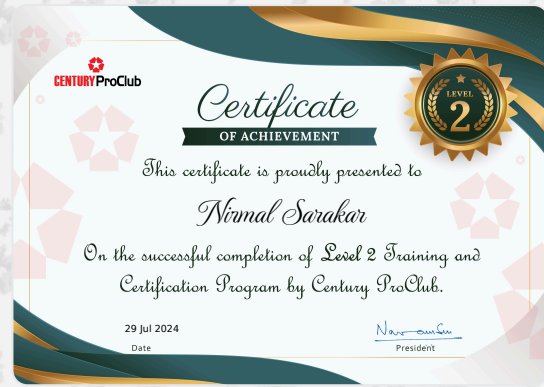 CENTURY ProClub
Certificate
OF ACHIEVEMENT
LEVEL
2
This certificate is proudly presented to
Nirmal Sarakar
On the successful completion of Level 2 Training and
Certification Program by Century ProClub.
29 Jul 2024
Date
President